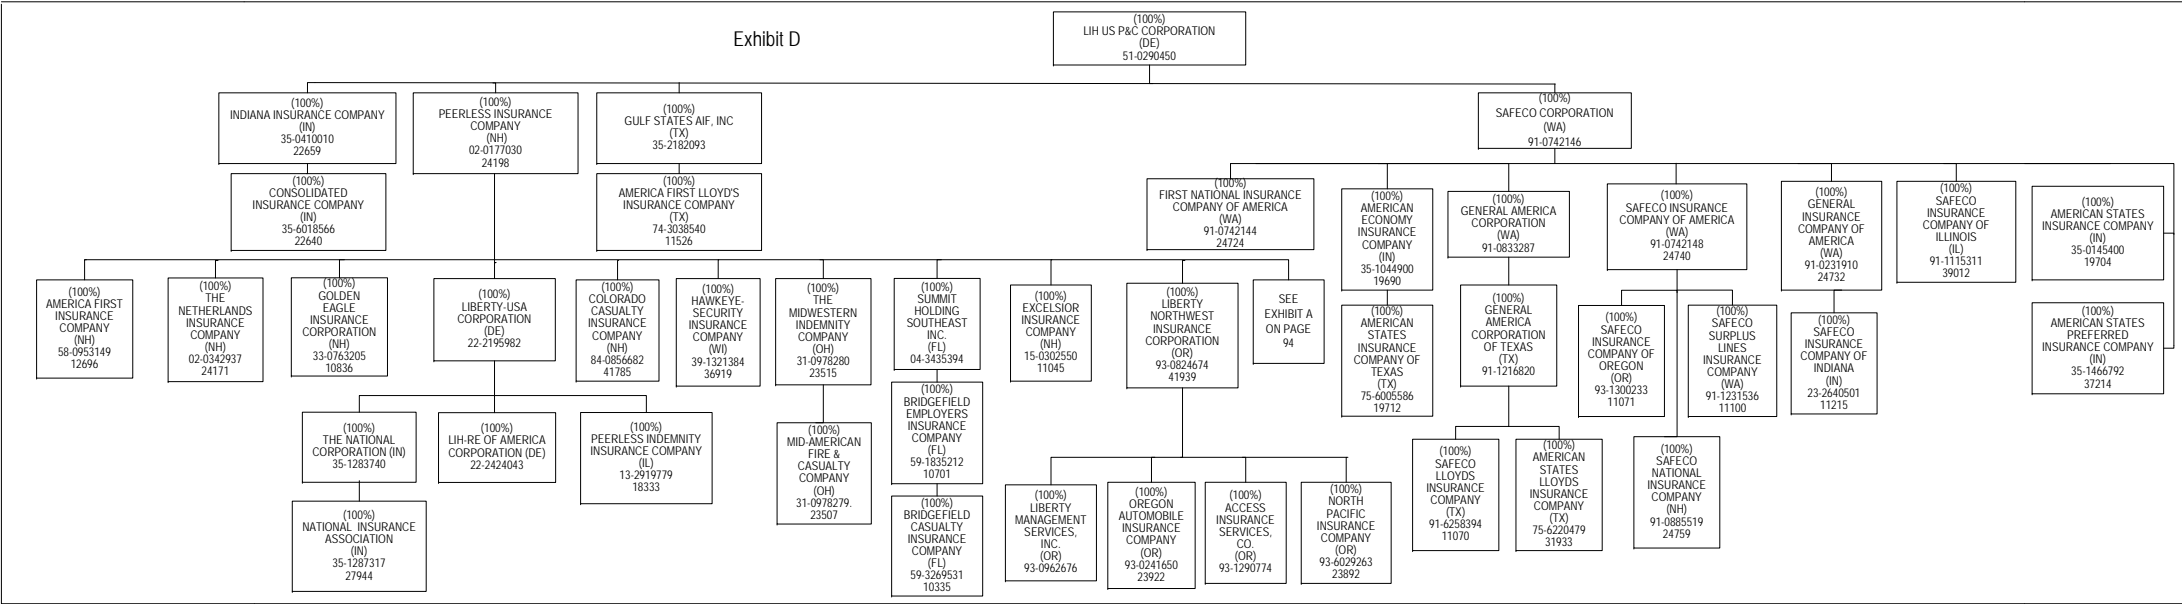 Exhibit D
(100%)
LIH US P&C CORPORATION
(DE)
51-0290450
(100%)
INDIANA INSURANCE COMPANY
(IN)
35-0410010
22659
(100%)
PEERLESS INSURANCE
COMPANY
(NH)
02-0177030
24198
(100%)
GULF STATES AIF, INC
(TX)
35-2182093
(100%)
SAFECO CORPORATION
(WA)
91-0742146
(100%)
CONSOLIDATED
INSURANCE COMPANY
(IN)
35-6018566
22640
(100%)
AMERICA FIRST LLOYD'S
INSURANCE COMPANY
(TX)
74-3038540
11526
(100%)
FIRST NATIONAL INSURANCE
COMPANY OF AMERICA
(WA)
91-0742144
24724
(100%)
AMERICAN
ECONOMY
INSURANCE
COMPANY
(IN)
35-1044900
19690
(100%)
GENERAL AMERICA
CORPORATION
(WA)
91-0833287
(100%)
SAFECO INSURANCE
COMPANY OF AMERICA
(WA)
91-0742148
24740
(100%)
GENERAL
INSURANCE
COMPANY OF
AMERICA
(WA)
91-0231910
24732
(100%)
SAFECO
INSURANCE
COMPANY OF
ILLINOIS
(IL)
91-1115311
39012
(100%)
AMERICAN STATES
INSURANCE COMPANY
(IN)
35-0145400
19704
(100%)
AMERICA FIRST
INSURANCE
COMPANY
(NH)
58-0953149
12696
(100%)
THE
NETHERLANDS
INSURANCE
COMPANY
(NH)
02-0342937
24171
(100%)
GOLDEN
EAGLE
INSURANCE
CORPORATION
(NH)
33-0763205
10836
(100%)
LIBERTY-USA
CORPORATION
(DE)
22-2195982
(100%)
COLORADO
CASUALTY
INSURANCE
COMPANY
(NH)
84-0856682
41785
(100%)
HAWKEYE-
SECURITY
INSURANCE
COMPANY
(WI)
39-1321384
36919
(100%)
THE
MIDWESTERN
INDEMNITY
COMPANY
(OH)
31-0978280
23515
(100%)
SUMMIT
HOLDING
SOUTHEAST
INC.
(FL)
04-3435394
(100%)
EXCELSIOR
INSURANCE
COMPANY
(NH)
15-0302550
11045
(100%)
LIBERTY
NORTHWEST
INSURANCE
CORPORATION
(OR)
93-0824674
41939
SEE
EXHIBIT A
ON PAGE
94
(100%)
AMERICAN
STATES
INSURANCE
COMPANY OF
TEXAS
(TX)
75-6005586
19712
(100%)
GENERAL
AMERICA
CORPORATION
OF TEXAS
(TX)
91-1216820
(100%)
SAFECO
INSURANCE
COMPANY OF
OREGON
(OR)
93-1300233
11071
(100%)
SAFECO
SURPLUS
LINES
INSURANCE
COMPANY
(WA)
91-1231536
11100
(100%)
SAFECO
INSURANCE
COMPANY OF
INDIANA
(IN)
23-2640501
11215
(100%)
AMERICAN STATES
PREFERRED
INSURANCE COMPANY
(IN)
35-1466792
37214
(100%)
THE NATIONAL
CORPORATION (IN)
35-1283740
(100%)
LIH-RE OF AMERICA
CORPORATION (DE)
22-2424043
(100%)
PEERLESS INDEMNITY
INSURANCE COMPANY
(IL)
13-2919779
18333
(100%)
MID-AMERICAN
FIRE &
CASUALTY
COMPANY
(OH)
31-0978279.
23507
(100%)
BRIDGEFIELD
EMPLOYERS
INSURANCE
COMPANY
(FL)
59-1835212
10701
(100%)
SAFECO
LLOYDS
INSURANCE
COMPANY
(TX)
91-6258394
11070
(100%)
AMERICAN
STATES
LLOYDS
INSURANCE
COMPANY
(TX)
75-6220479
31933
(100%)
SAFECO
NATIONAL
INSURANCE
COMPANY
(NH)
91-0885519
24759
(100%)
NATIONAL INSURANCE
ASSOCIATION
(IN)
35-1287317
27944
(100%)
BRIDGEFIELD
CASUALTY
INSURANCE
COMPANY
(FL)
59-3269531
10335
(100%)
LIBERTY
MANAGEMENT
SERVICES,
INC.
(OR)
93-0962676
(100%)
OREGON
AUTOMOBILE
INSURANCE
COMPANY
(OR)
93-0241650
23922
(100%)
ACCESS
INSURANCE
SERVICES,
CO.
(OR)
93-1290774
(100%)
NORTH
PACIFIC
INSURANCE
COMPANY
(OR)
93-6029263
23892